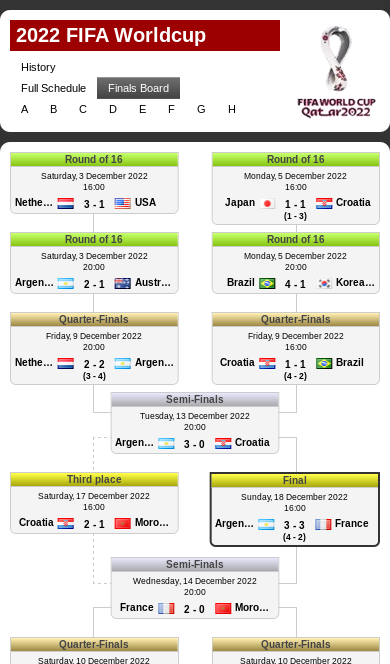 2022 FIFA Worldcup
FIFA WORLD CUP
Qatar2022
History
Full Schedule Finals Board
A B C D E F G H
Round of 16
Saturday, 3 December 2022
16:00
Nethe... 3 - 1 USA
Round of 16
Monday, 5 December 2022
16:00
Japan 1 - 1 Croatia
(1 - 3)
Round of 16
Saturday, 3 December 2022
20:00
Argen... 2 - 1 Austr...
Round of 16
Monday, 5 December 2022
20:00
Brazil 4 - 1 Korea...
Quarter-Finals
Friday, 9 December 2022
20:00
Nethe... 2 - 2 Argen...
(3 - 4)
Quarter-Finals
Friday, 9 December 2022
16:00
Croatia 1 - 1 Brazil
(4 - 2)
Semi-Finals
Tuesday, 13 December 2022
20:00
Argen... 3 - 0 Croatia
Third place
Saturday, 17 December 2022
16:00
Croatia 2 - 1 Moro...
Final
Sunday, 18 December 2022
16:00
Argen... 3 - 3 France
(4 - 2)
Semi-Finals
Wednesday, 14 December 2022
20:00
France 2 - 0 Moro...
Quarter-Finals
Saturday, 10 December 2022
Quarter-Finals
Saturday, 10 December 2022